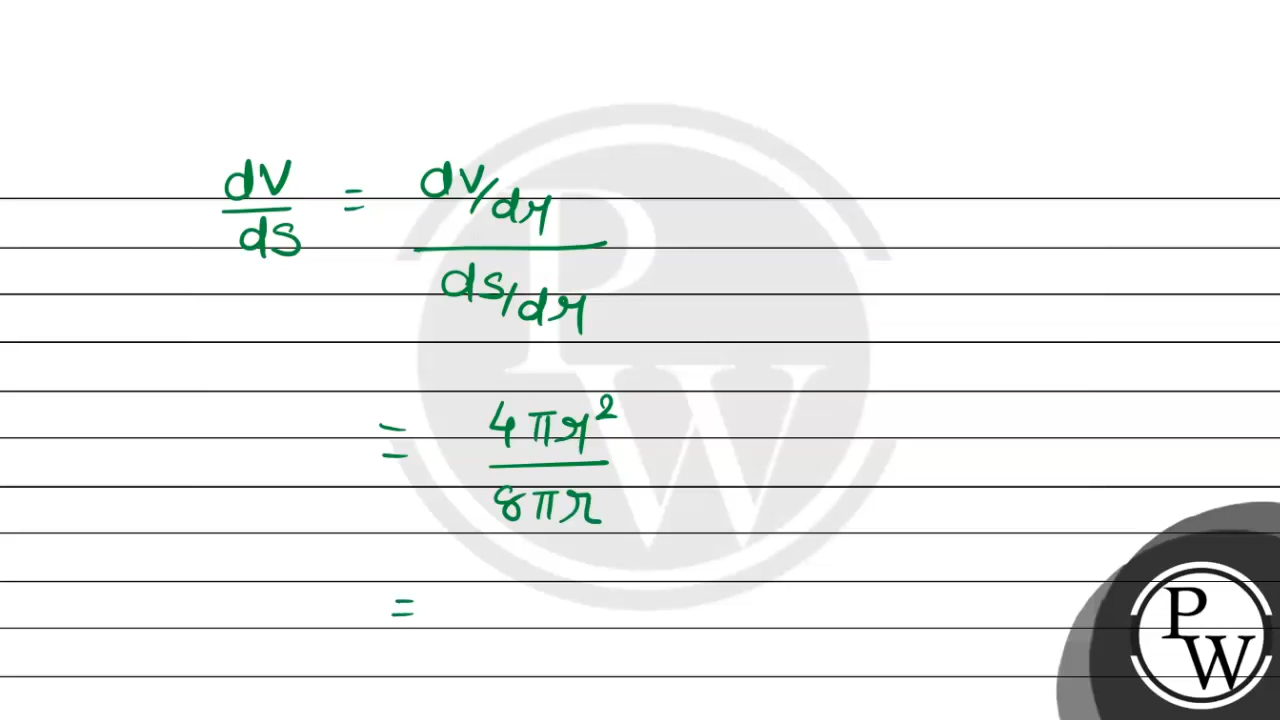 dV/dS = (dV/dr)/(dS/dr)
= 4πr²/8πr
=
P
W
P
W